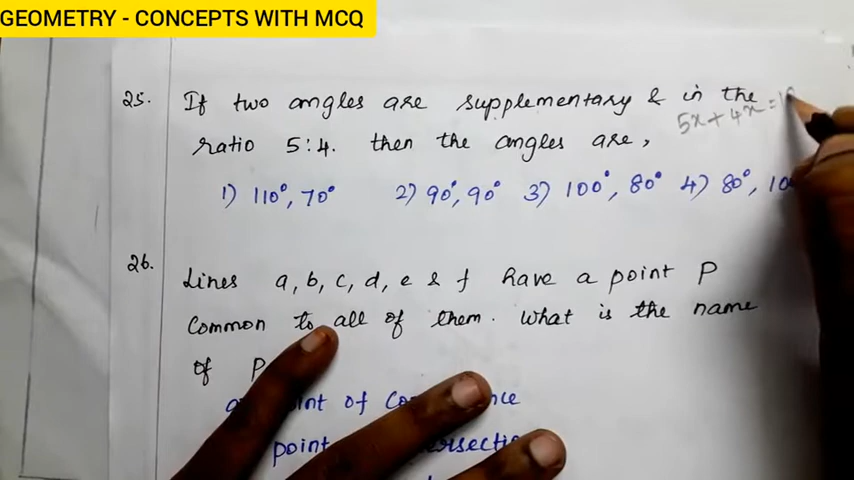 GEOMETRY - CONCEPTS WITH MCQ
25. If two angles are supplementary & in the
5x + 4x =
ratio 5:4. then the angles are,
1) 110°, 70° 2) 90°, 90° 3) 100°, 80° 4) 80°,
26. Lines a, b, c, d, e & f have a point P
common to all of them. What is the name
of P
of
point